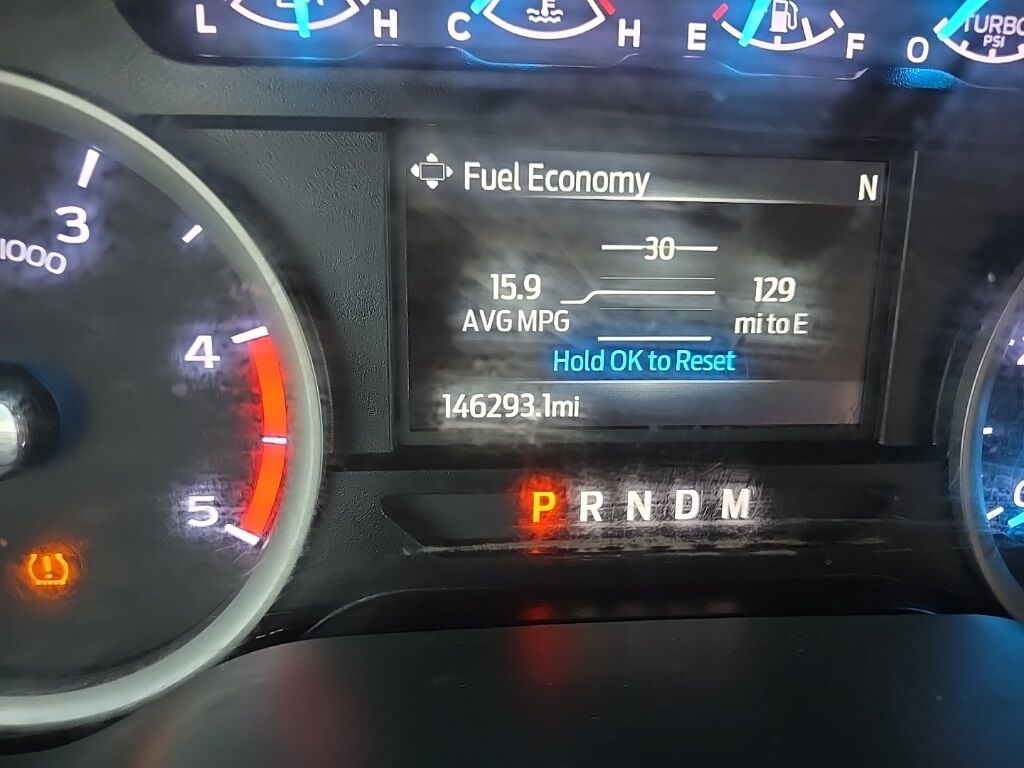 L H C H E F O TURBO
PSI
3
1000
4
5
Fuel Economy N
30
15.9 129
AVG MPG mi to E
Hold OK to Reset
146293.1mi
P R N D M